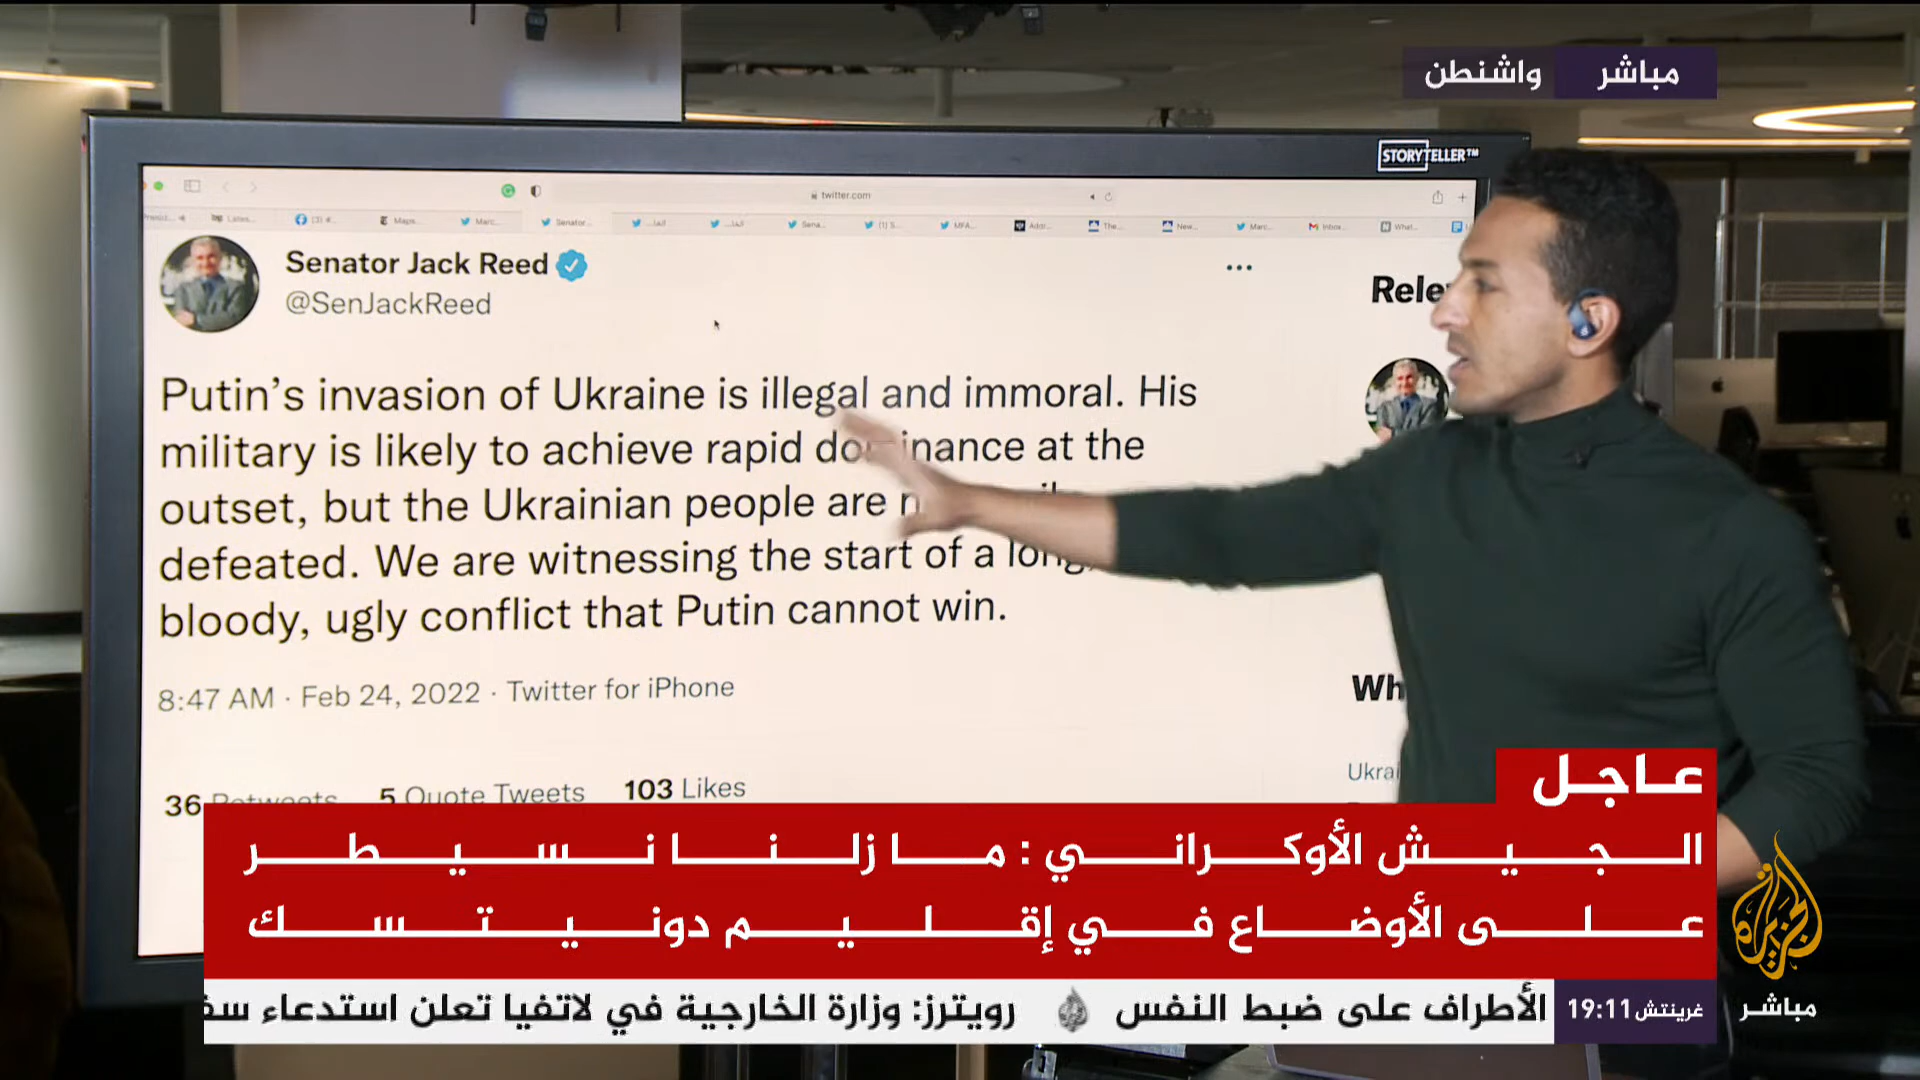 مباشر واشنطن
STORYTELLER™
twitter.com
Senator Jack Reed
@SenJackReed
Putin's invasion of Ukraine is illegal and immoral. His
military is likely to achieve rapid at the
outset, but the Ukrainian people are
defeated. We are witnessing the start of a
bloody, ugly conflict that Putin cannot win.
8:47 AM · Feb 24, 2022 · Twitter for iPhone
36 Retweets 5 Quote Tweets 103 Likes
عاجل
الجيش الأوكراني : ما زلنا نسيطر
على الأوضاع في إقليم دونيتسك
غرينتش 19:11
الأطراف على ضبط النفس رويترز: وزارة الخارجية في لاتفيا تعلن استدعاء
الجزيرة
مباشر